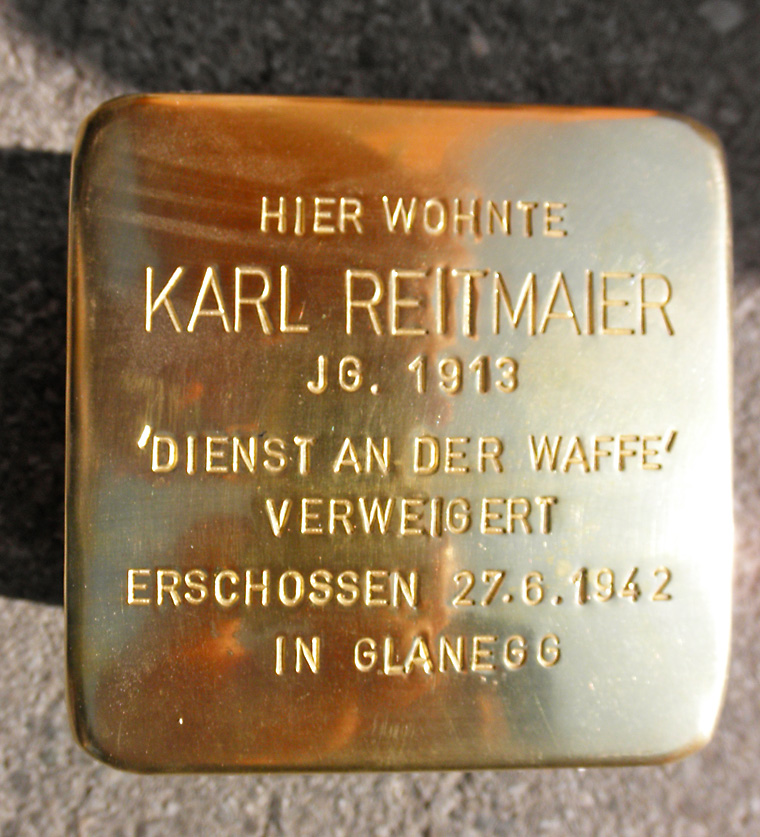 HIER WOHNTE
KARL REITMAIER
JG. 1913
'DIENST AN DER WAFFE'
VERWEIGERT
ERSCHOSSEN 27.6.1942
IN GLANEGG